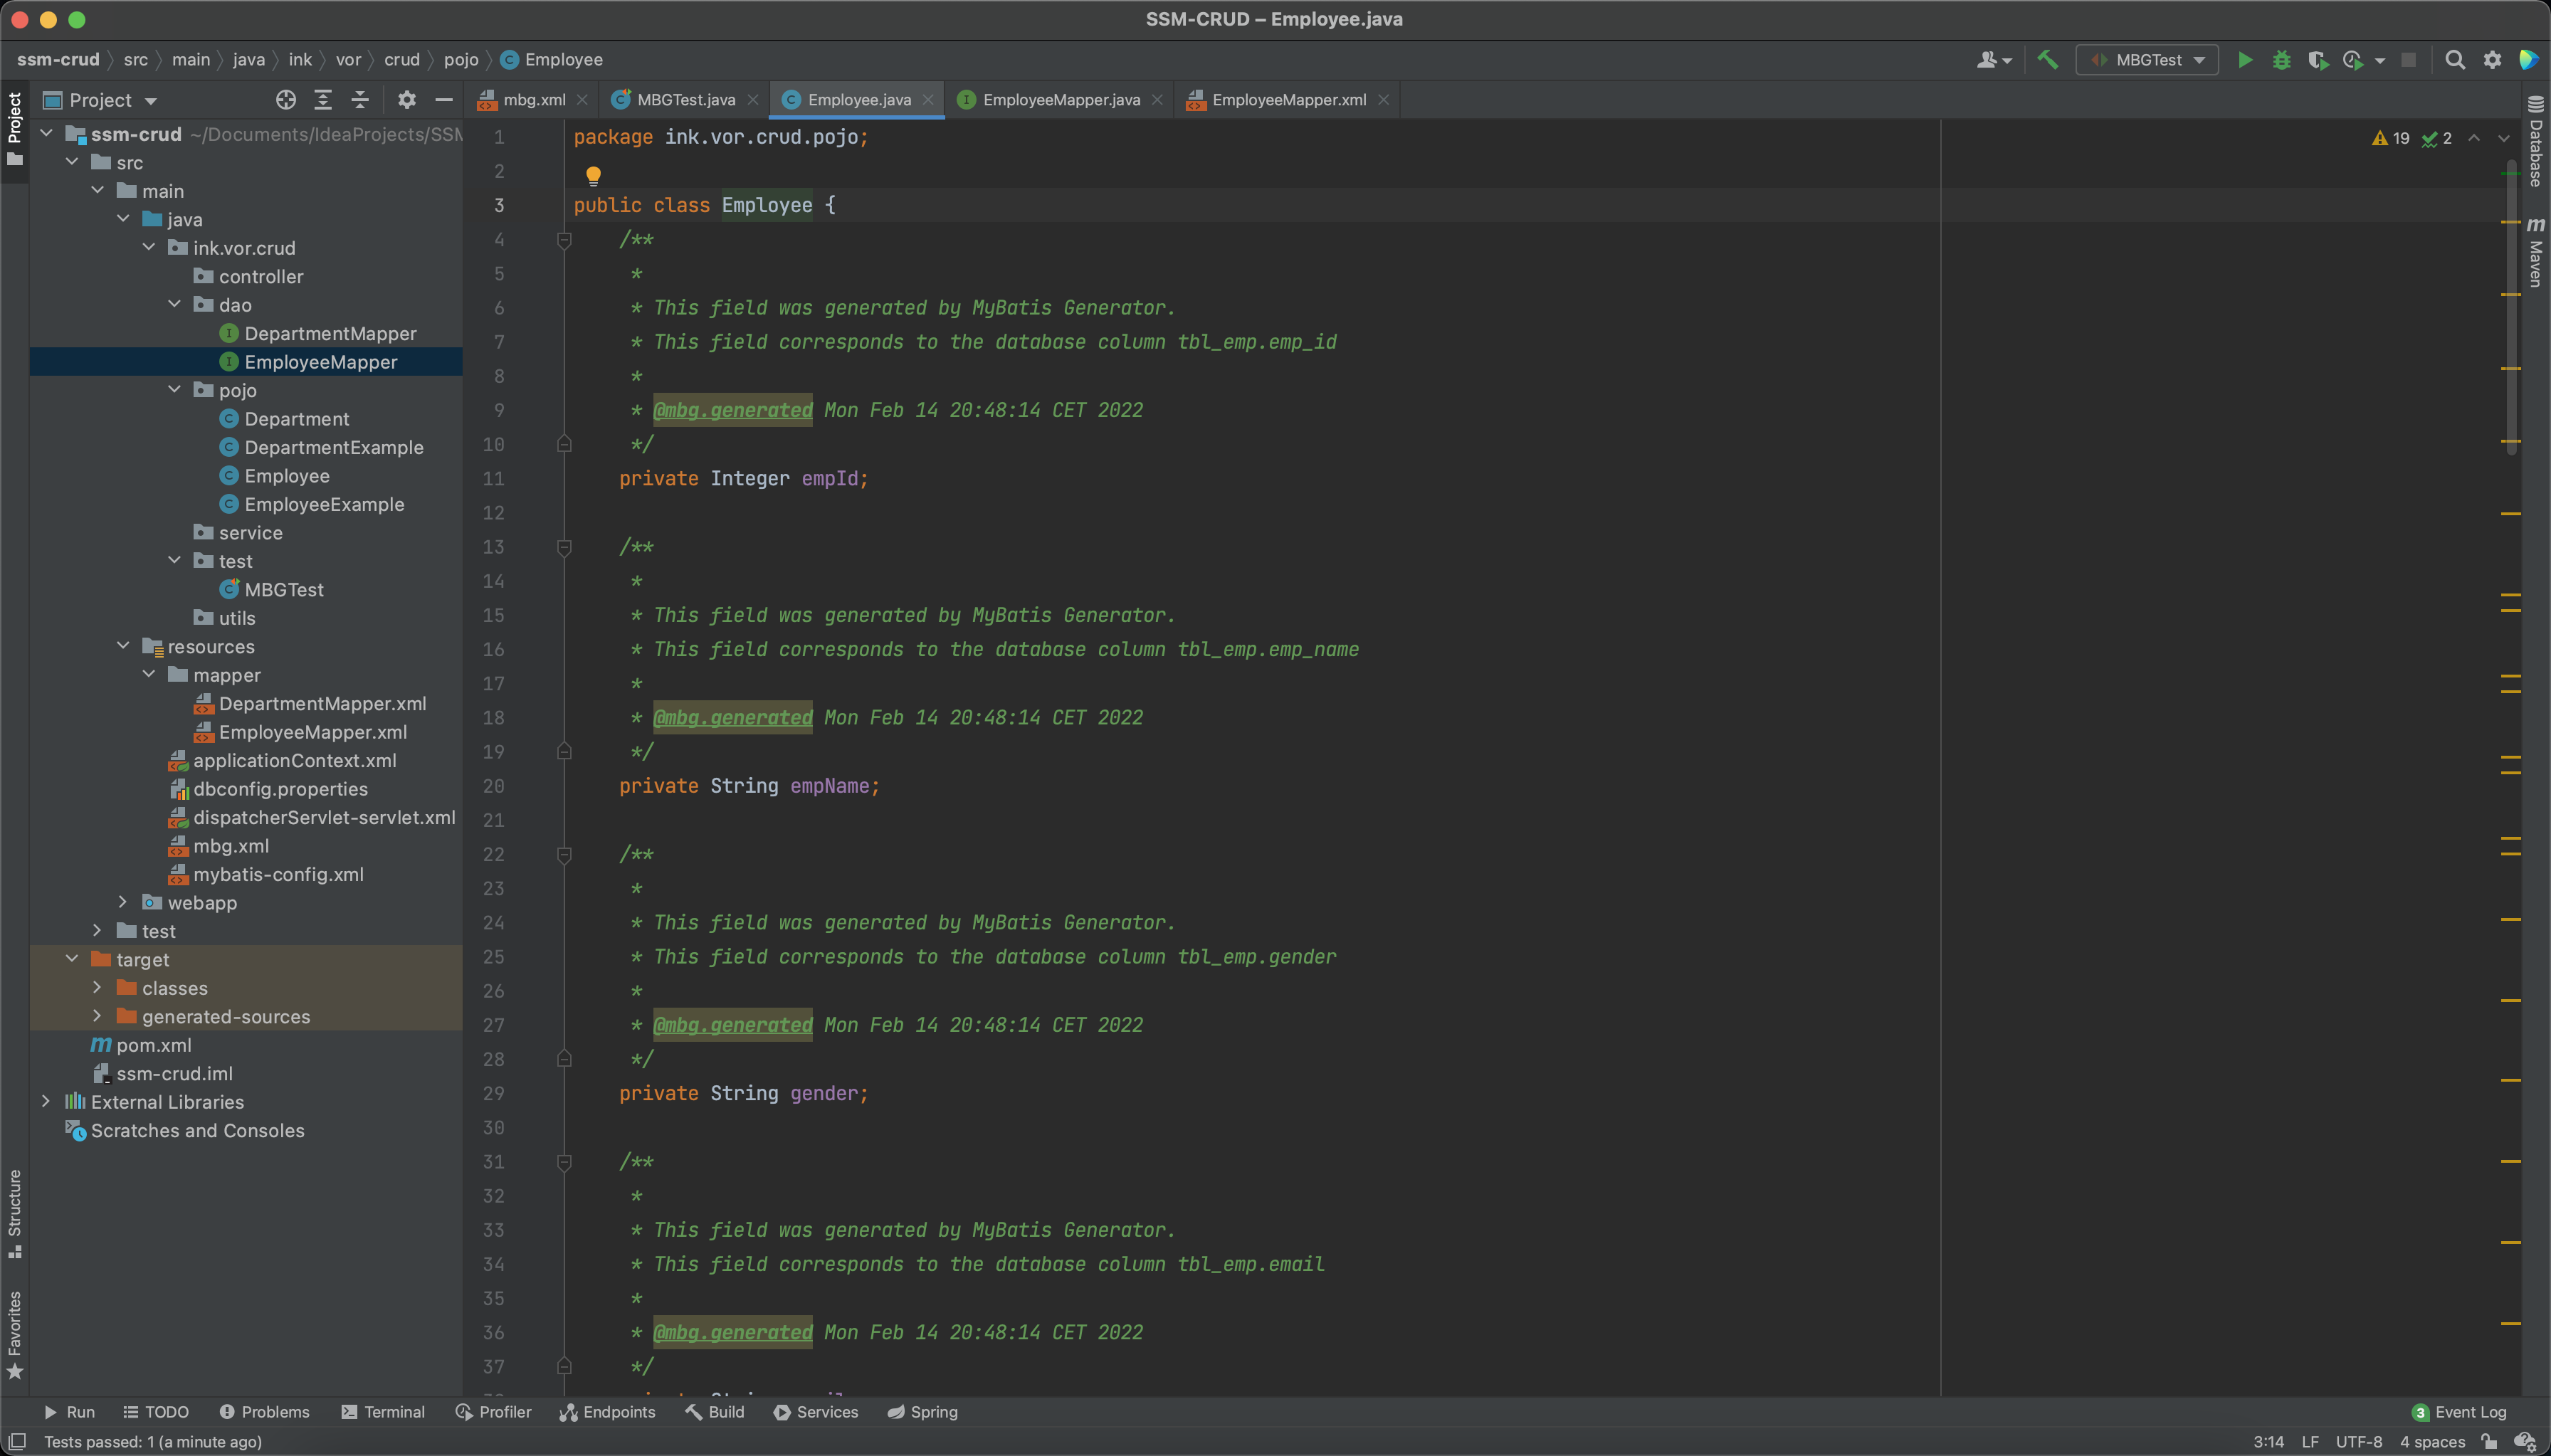 SSM-CRUD – Employee.java
ssm-crud src main java ink vor crud pojo Employee
MBGTest
Project
mbg.xml MBGTest.java Employee.java EmployeeMapper.java EmployeeMapper.xml
Project
ssm-crud ~/Documents/IdeaProjects/SSM
src
main
java
ink.vor.crud
controller
dao
DepartmentMapper
EmployeeMapper
pojo
Department
DepartmentExample
Employee
EmployeeExample
service
test
MBGTest
utils
resources
mapper
DepartmentMapper.xml
EmployeeMapper.xml
applicationContext.xml
dbconfig.properties
dispatcherServlet-servlet.xml
mbg.xml
mybatis-config.xml
webapp
test
target
classes
generated-sources
pom.xml
ssm-crud.iml
External Libraries
Scratches and Consoles
Structure
Favorites
1 package ink.vor.crud.pojo;
2
3 public class Employee {
4 /**
5 *
6 * This field was generated by MyBatis Generator.
7 * This field corresponds to the database column tbl_emp.emp_id
8 *
9 * @mbg.generated Mon Feb 14 20:48:14 CET 2022
10 */
11 private Integer empId;
12
13 /**
14 *
15 * This field was generated by MyBatis Generator.
16 * This field corresponds to the database column tbl_emp.emp_name
17 *
18 * @mbg.generated Mon Feb 14 20:48:14 CET 2022
19 */
20 private String empName;
21
22 /**
23 *
24 * This field was generated by MyBatis Generator.
25 * This field corresponds to the database column tbl_emp.gender
26 *
27 * @mbg.generated Mon Feb 14 20:48:14 CET 2022
28 */
29 private String gender;
30
31 /**
32 *
33 * This field was generated by MyBatis Generator.
34 * This field corresponds to the database column tbl_emp.email
35 *
36 * @mbg.generated Mon Feb 14 20:48:14 CET 2022
37 */
19 2
Database
Maven
Run TODO Problems Terminal Profiler Endpoints Build Services Spring
3 Event Log
Tests passed: 1 (a minute ago)
3:14 LF UTF-8 4 spaces